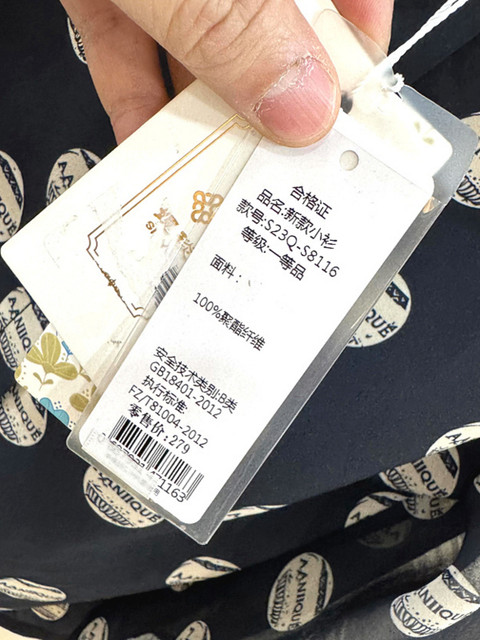 合格证
品名:新款小衫
款号:S23Q-S8116
等级:一等品
面料：
100%聚酯纤维
安全技术类别:B类
GB18401-2012
执行标准
FZ/T81004-2012
零售价:279
1163
AANIIQUE